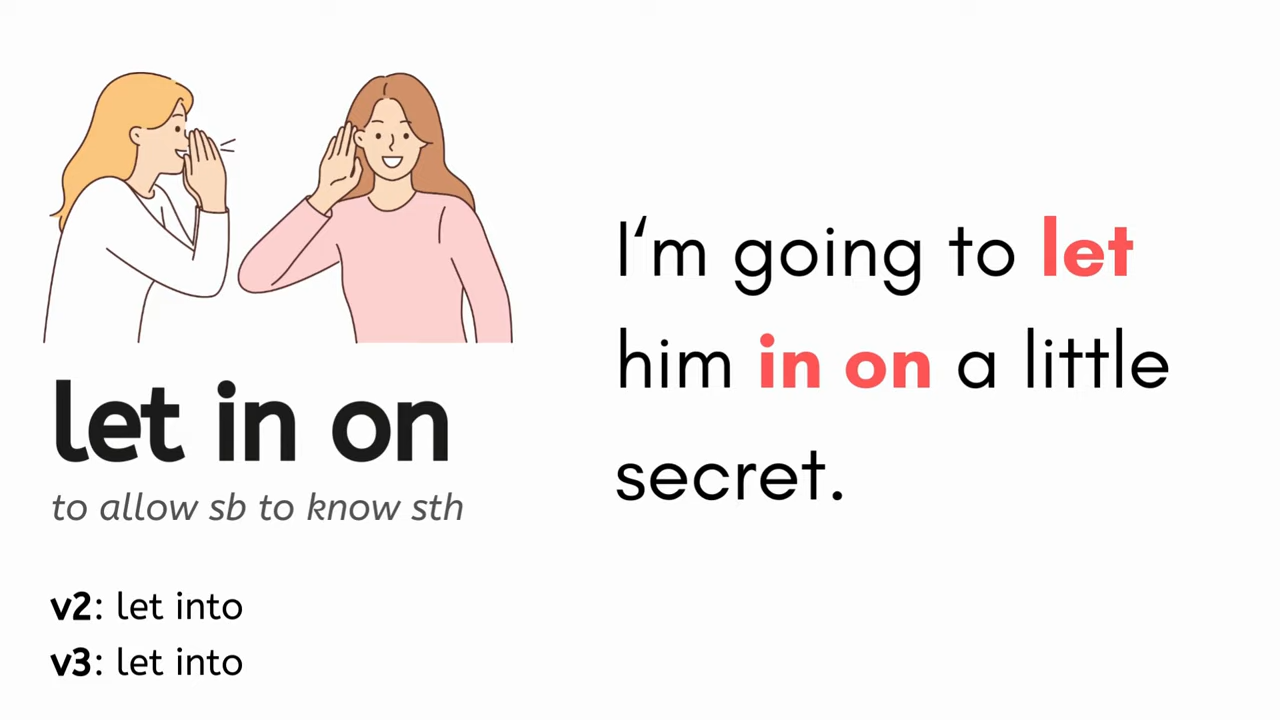 let in on
to allow sb to know sth
v2: let into
v3: let into
I‘m going to let
him in on a little
secret.